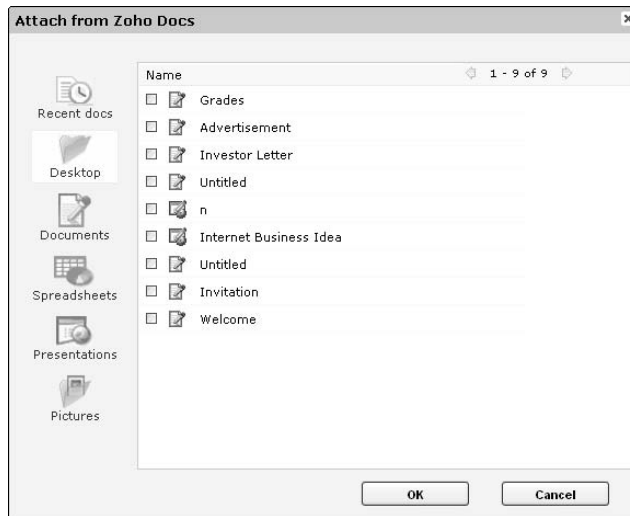 Attach from Zoho Docs
Recent docs
Desktop
Documents
Spreadsheets
Presentations
Pictures
Name
1 - 9 of 9
Grades
Advertisement
Investor Letter
Untitled
n
Internet Business Idea
Untitled
Invitation
Welcome
OK
Cancel